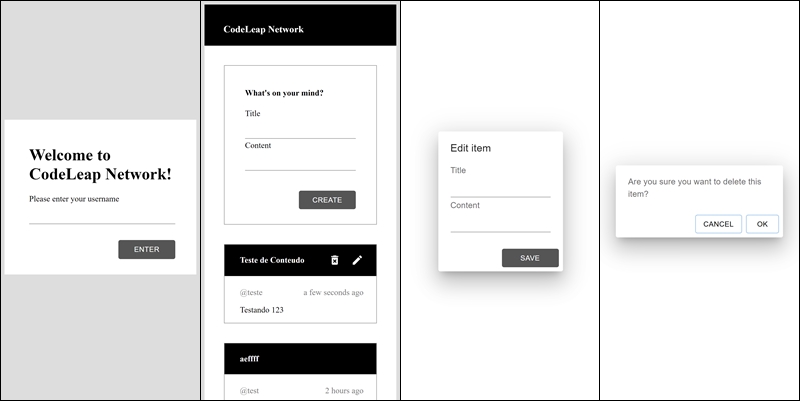 Welcome to
CodeLeap Network!
Please enter your username
ENTER
CodeLeap Network
What's on your mind?
Title
Content
CREATE
Teste de Conteudo
@teste a few seconds ago
Testando 123
aeffff
@test 2 hours ago
Edit item
Title
Content
SAVE
Are you sure you want to delete this
item?
CANCEL OK